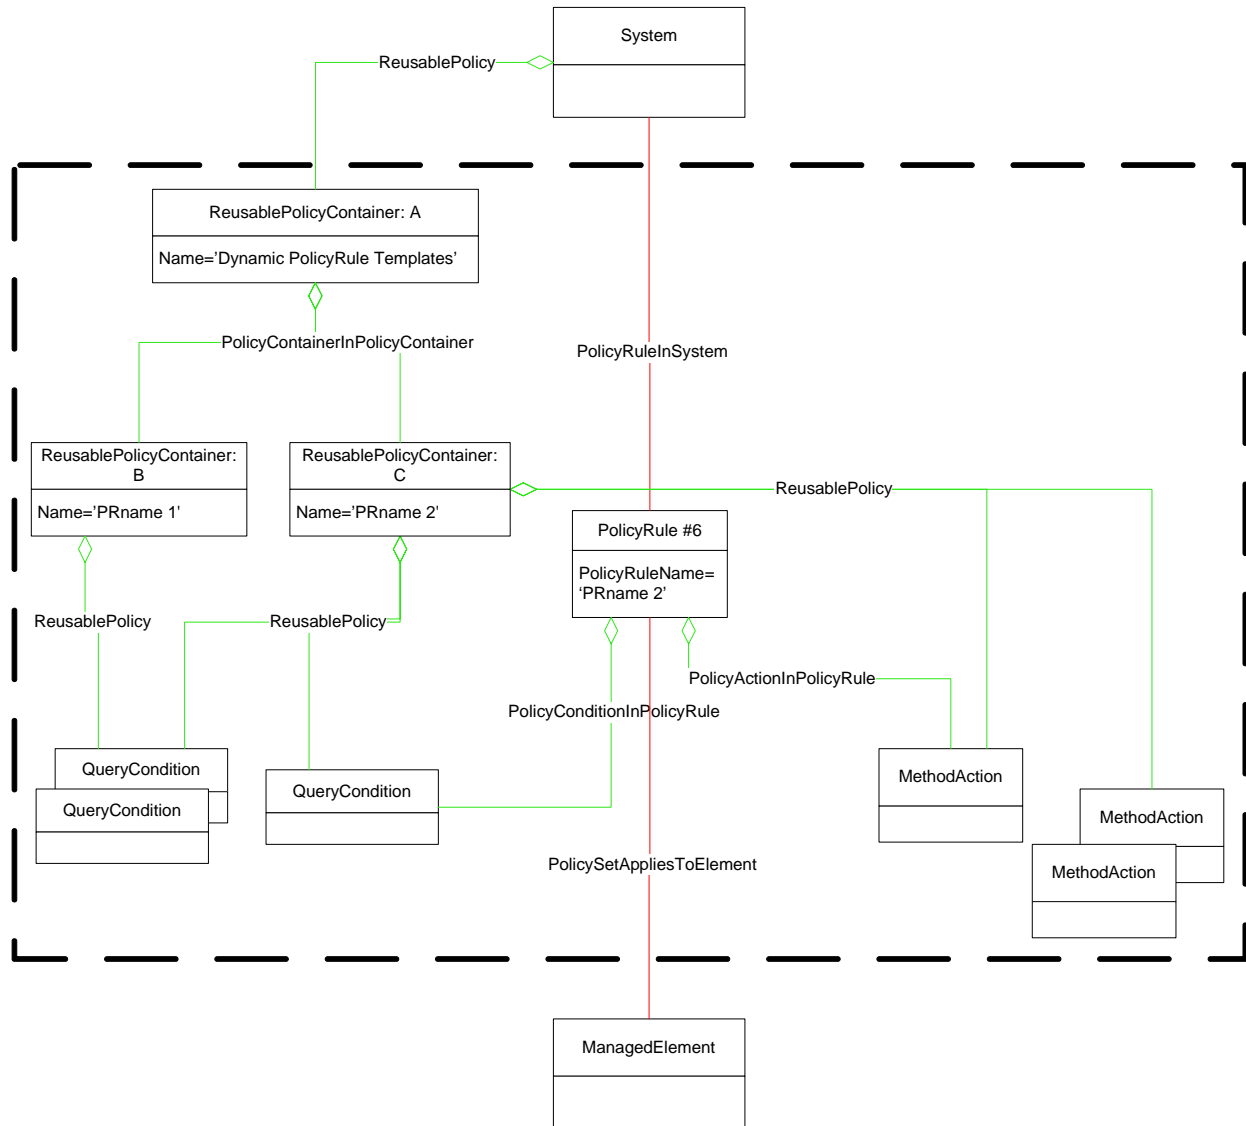 System
ReusablePolicy
ReusablePolicyContainer: A
Name='Dynamic PolicyRule Templates’
PolicyContainerInPolicyContainer
PolicyRuleInSystem
ReusablePolicyContainer:
B
Name='PRname 1'
ReusablePolicyContainer:
C
Name='PRname 2'
ReusablePolicy
PolicyRule #6
PolicyRuleName=
‘PRname 2’
ReusablePolicy
ReusablePolicy
PolicyActionInPolicyRule
PolicyConditionInPolicyRule
QueryCondition
QueryCondition
QueryCondition
MethodAction
MethodAction
MethodAction
PolicySetAppliesToElement
ManagedElement